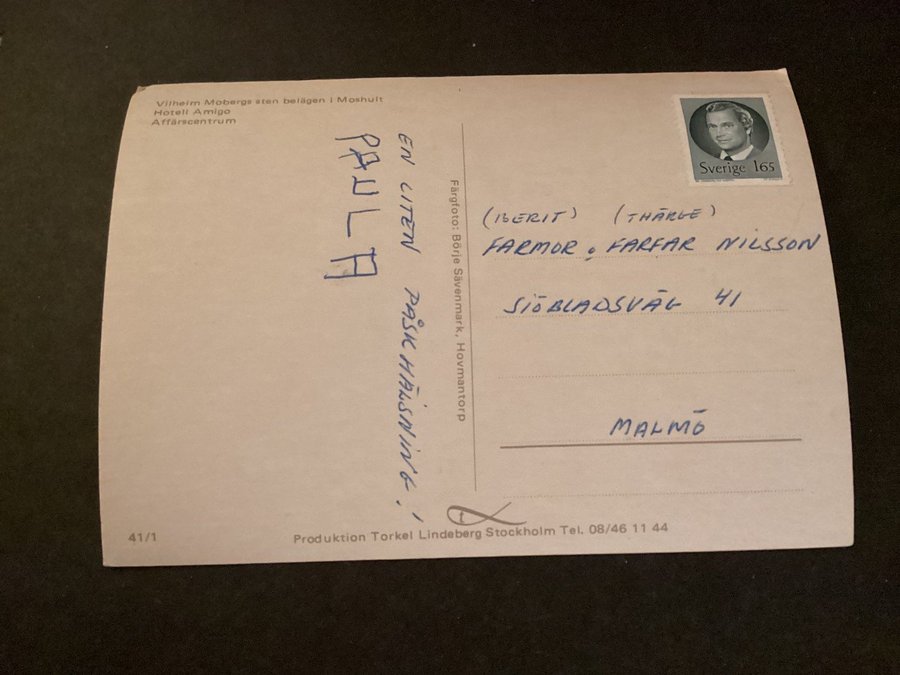 Vilhelm Mobergs sten belägen i Moshult
Hotell Amigo
Affärscentrum
EN LITEN PÅSKHÄLSNING!
PAULA
Färgfoto: Börje Sävenmark, Hovmantorp
Sverige 165
(BERIT) (THÄRGE)
FARMOR o FARFAR NILSSON
SJÖBLADSVÄG 41
MALMÖ
41/1
Produktion Torkel Lindeberg Stockholm Tel. 08/46 11 44